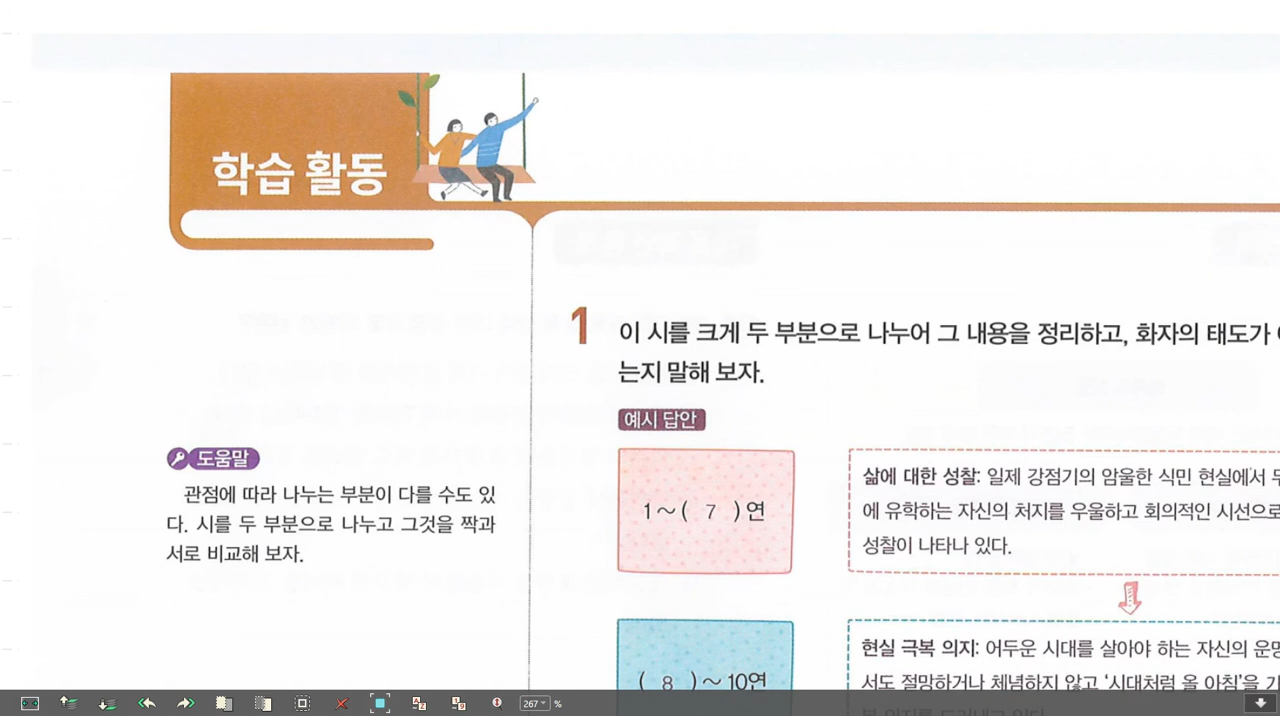 학습 활동
1
이 시를 크게 두 부분으로 나누어 그 내용을 정리하고, 화자의 태도가
는지 말해 보자.
예시 답안
도움말
관점에 따라 나누는 부분이 다를 수도 있
다. 시를 두 부분으로 나누고 그것을 짝과
서로 비교해 보자.
1~( 7 )연
삶에 대한 성찰: 일제 강점기의 암울한 식민 현실에서
에 유학하는 자신의 처지를 우울하고 회의적인 시선으로
성찰이 나타나 있다.
( 8 )~10연
현실 극복 의지: 어두운 시대를 살아야 하는 자신의 운명
서도 절망하거나 체념하지 않고 '시대처럼 올 아침'을
267 %